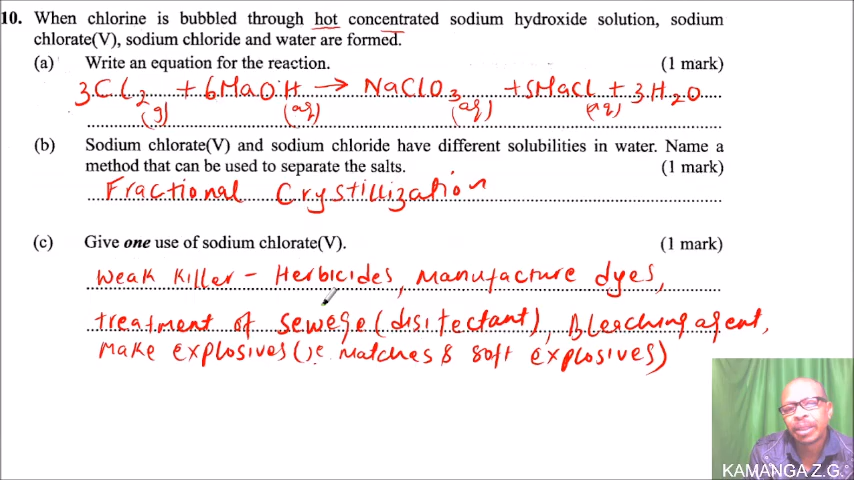 10. When chlorine is bubbled through hot concentrated sodium hydroxide solution, sodium
chlorate(V), sodium chloride and water are formed.
(a) Write an equation for the reaction. (1 mark)
3Cl2(g) + 6NaOH(aq) → NaClO3(aq) + 5NaCl(aq) + 3H2O
(b) Sodium chlorate(V) and sodium chloride have different solubilities in water. Name a
method that can be used to separate the salts. (1 mark)
Fractional Crystillization
(c) Give one use of sodium chlorate(V). (1 mark)
Weak Killer - Herbicides, Manufacture dyes,
treatment of Sewege (disitectant), Bleaching agent,
Make explosives (ie Matches & soft explosives)
KAMANGA Z.G.